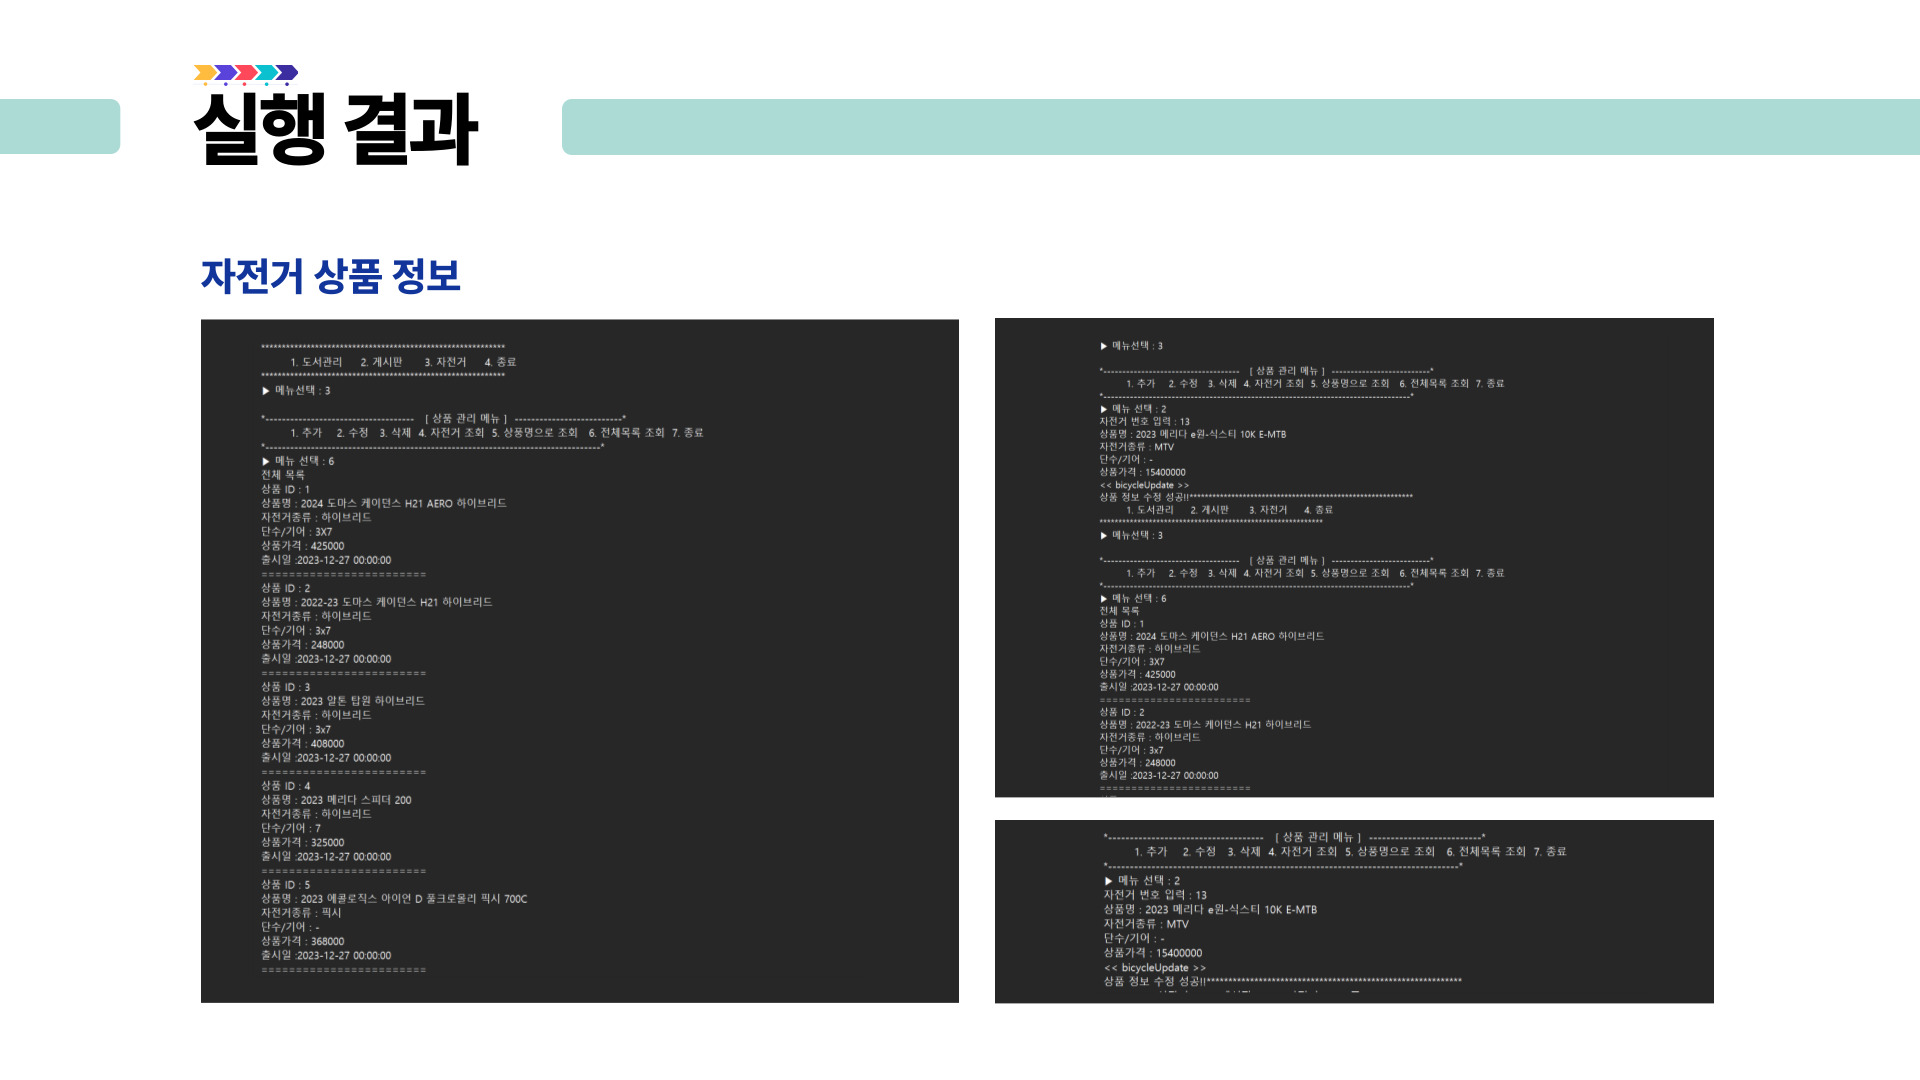 실행 결과
자전거 상품 정보
***********************************************************
1. 도서관리 2. 게시판 3. 자전거 4. 종료
***********************************************************
▶ 메뉴선택 : 3
*------------------------------------ [ 상품 관리 메뉴 ] --------------------------*
1. 추가 2. 수정 3. 삭제 4. 자전거 조회 5. 상품명으로 조회 6. 전체목록 조회 7. 종료
*---------------------------------------------------------------------------------*
▶ 메뉴 선택 : 6
전체 목록
상품 ID : 1
상품명 : 2024 도마스 케이던스 H21 AERO 하이브리드
자전거종류 : 하이브리드
단수/기어 : 3X7
상품가격 : 425000
출시일 :2023-12-27 00:00:00
========================
상품 ID : 2
상품명 : 2022-23 도마스 케이던스 H21 하이브리드
자전거종류 : 하이브리드
단수/기어 : 3x7
상품가격 : 248000
출시일 :2023-12-27 00:00:00
========================
상품 ID : 3
상품명 : 2023 알톤 탑원 하이브리드
자전거종류 : 하이브리드
단수/기어 : 3x7
상품가격 : 408000
출시일 :2023-12-27 00:00:00
========================
상품 ID : 4
상품명 : 2023 메리다 스피더 200
자전거종류 : 하이브리드
단수/기어 : 7
상품가격 : 325000
출시일 :2023-12-27 00:00:00
========================
상품 ID : 5
상품명 : 2023 에콜로직스 아이언 D 풀크로몰리 픽시 700C
자전거종류 : 픽시
단수/기어 : -
상품가격 : 368000
출시일 :2023-12-27 00:00:00
========================
▶ 메뉴선택 : 3
*------------------------------------ [ 상품 관리 메뉴 ] --------------------------*
1. 추가 2. 수정 3. 삭제 4. 자전거 조회 5. 상품명으로 조회 6. 전체목록 조회 7. 종료
*---------------------------------------------------------------------------------*
▶ 메뉴 선택 : 2
자전거 번호 입력 : 13
상품명 : 2023 메리다 e원-식스티 10K E-MTB
자전거종류 : MTV
단수/기어 : -
상품가격 : 15400000
<< bicycleUpdate >>
상품 정보 수정 성공!!***********************************************************
1. 도서관리 2. 게시판 3. 자전거 4. 종료
***********************************************************
▶ 메뉴선택 : 3
*------------------------------------ [ 상품 관리 메뉴 ] --------------------------*
1. 추가 2. 수정 3. 삭제 4. 자전거 조회 5. 상품명으로 조회 6. 전체목록 조회 7. 종료
*---------------------------------------------------------------------------------*
▶ 메뉴 선택 : 6
전체 목록
상품 ID : 1
상품명 : 2024 도마스 케이던스 H21 AERO 하이브리드
자전거종류 : 하이브리드
단수/기어 : 3X7
상품가격 : 425000
출시일 :2023-12-27 00:00:00
========================
상품 ID : 2
상품명 : 2022-23 도마스 케이던스 H21 하이브리드
자전거종류 : 하이브리드
단수/기어 : 3x7
상품가격 : 248000
출시일 :2023-12-27 00:00:00
========================
*------------------------------------ [ 상품 관리 메뉴 ] --------------------------*
1. 추가 2. 수정 3. 삭제 4. 자전거 조회 5. 상품명으로 조회 6. 전체목록 조회 7. 종료
*---------------------------------------------------------------------------------*
▶ 메뉴 선택 : 2
자전거 번호 입력 : 13
상품명 : 2023 메리다 e원-식스티 10K E-MTB
자전거종류 : MTV
단수/기어 : -
상품가격 : 15400000
<< bicycleUpdate >>
상품 정보 수정 성공!!***********************************************************